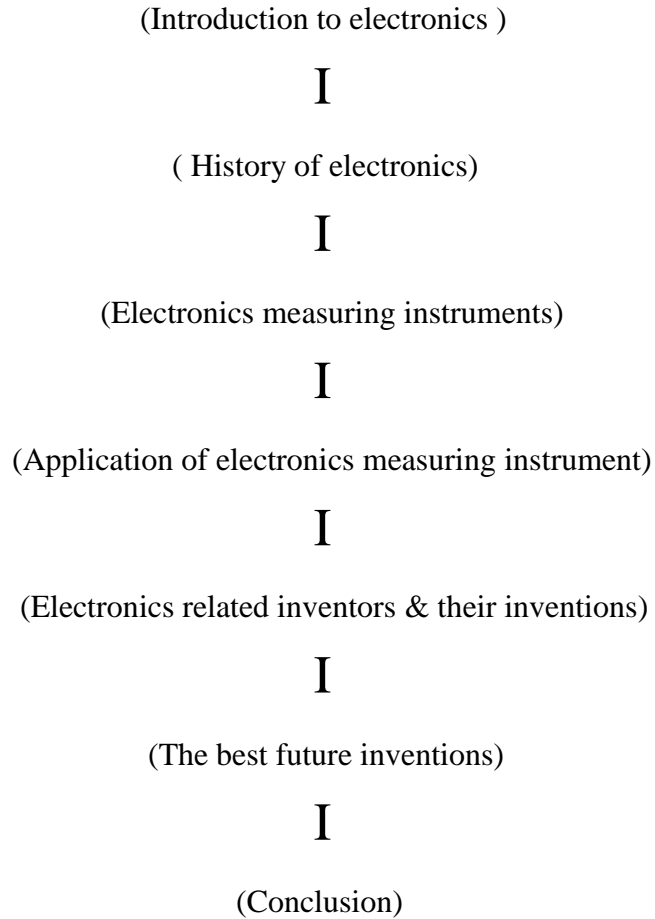 (Introduction to electronics )
I
( History of electronics)
I
(Electronics measuring instruments)
I
(Application of electronics measuring instrument)
I
(Electronics related inventors & their inventions)
I
(The best future inventions)
I
(Conclusion)